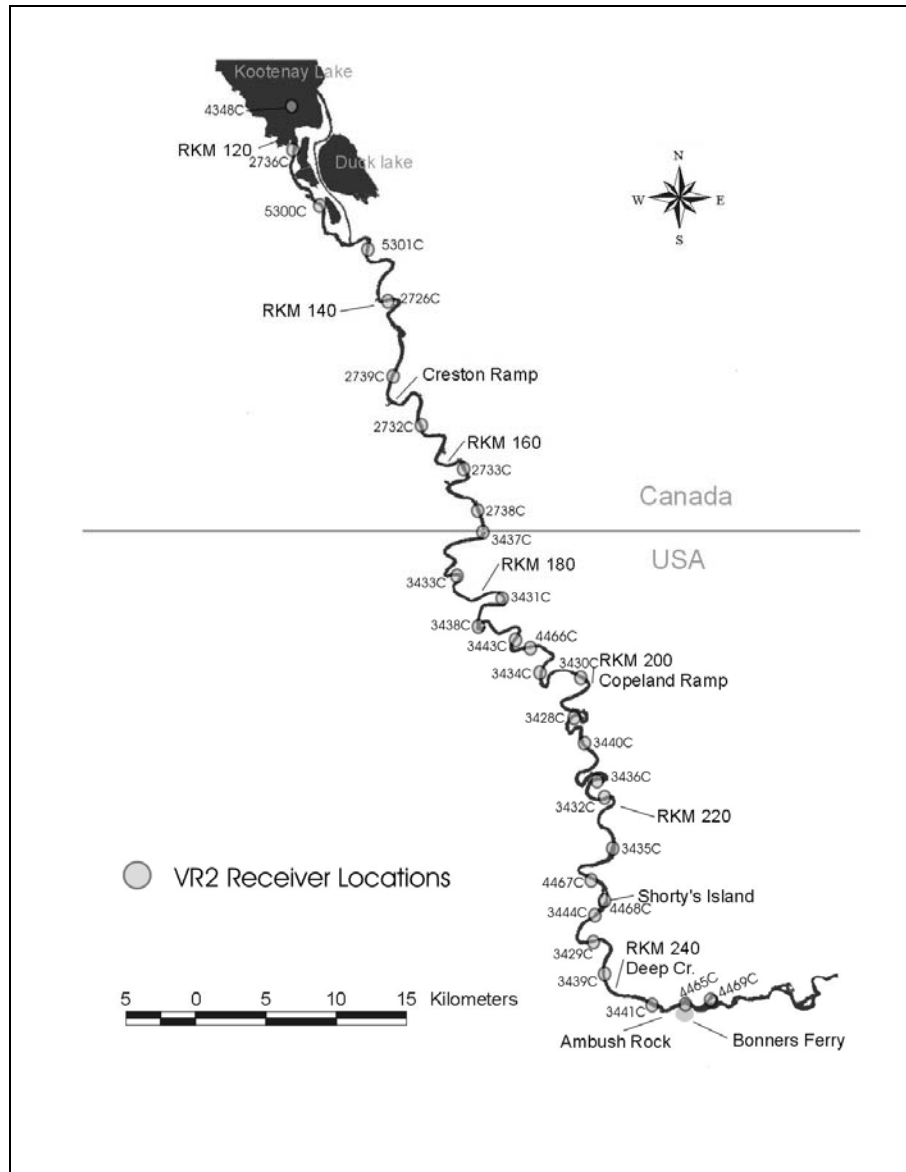 Kootenay Lake
4348C
RKM 120
2736C
Duck lake
N
W E
S
5300C
5301C
2726C
RKM 140
2739C
Creston Ramp
2732C
RKM 160
2733C
2738C
Canada
3437C
USA
RKM 180
3433C
3431C
3438C
4466C
3443C
3434C
3430C
RKM 200
Copeland Ramp
3428C
3440C
3436C
3432C
RKM 220
3435C
VR2 Receiver Locations
4467C
Shorty's Island
4468C
3444C
3429C
RKM 240
Deep Cr.
3439C
4465C
4469C
5 0 5 10 15 Kilometers
3441C
Ambush Rock
Bonners Ferry